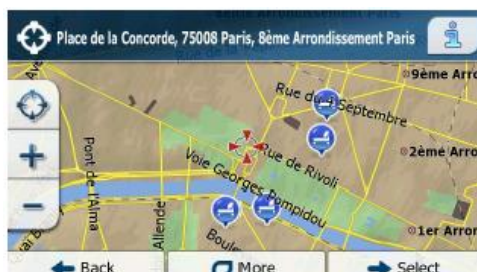 Place de la Concorde, 75008 Paris, 8ème Arrondissement Paris
9ème Arro
Rue du 4 Septembre
2ème Arro
Rue de Rivoli
Pont de l'Alma
Voie Georges Pompidou
Allende
1er Arron
Boule
Back
More
Select